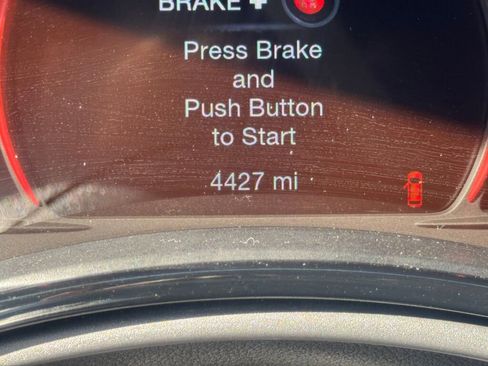 BRAKE +
Press Brake
and
Push Button
to Start
4427 mi